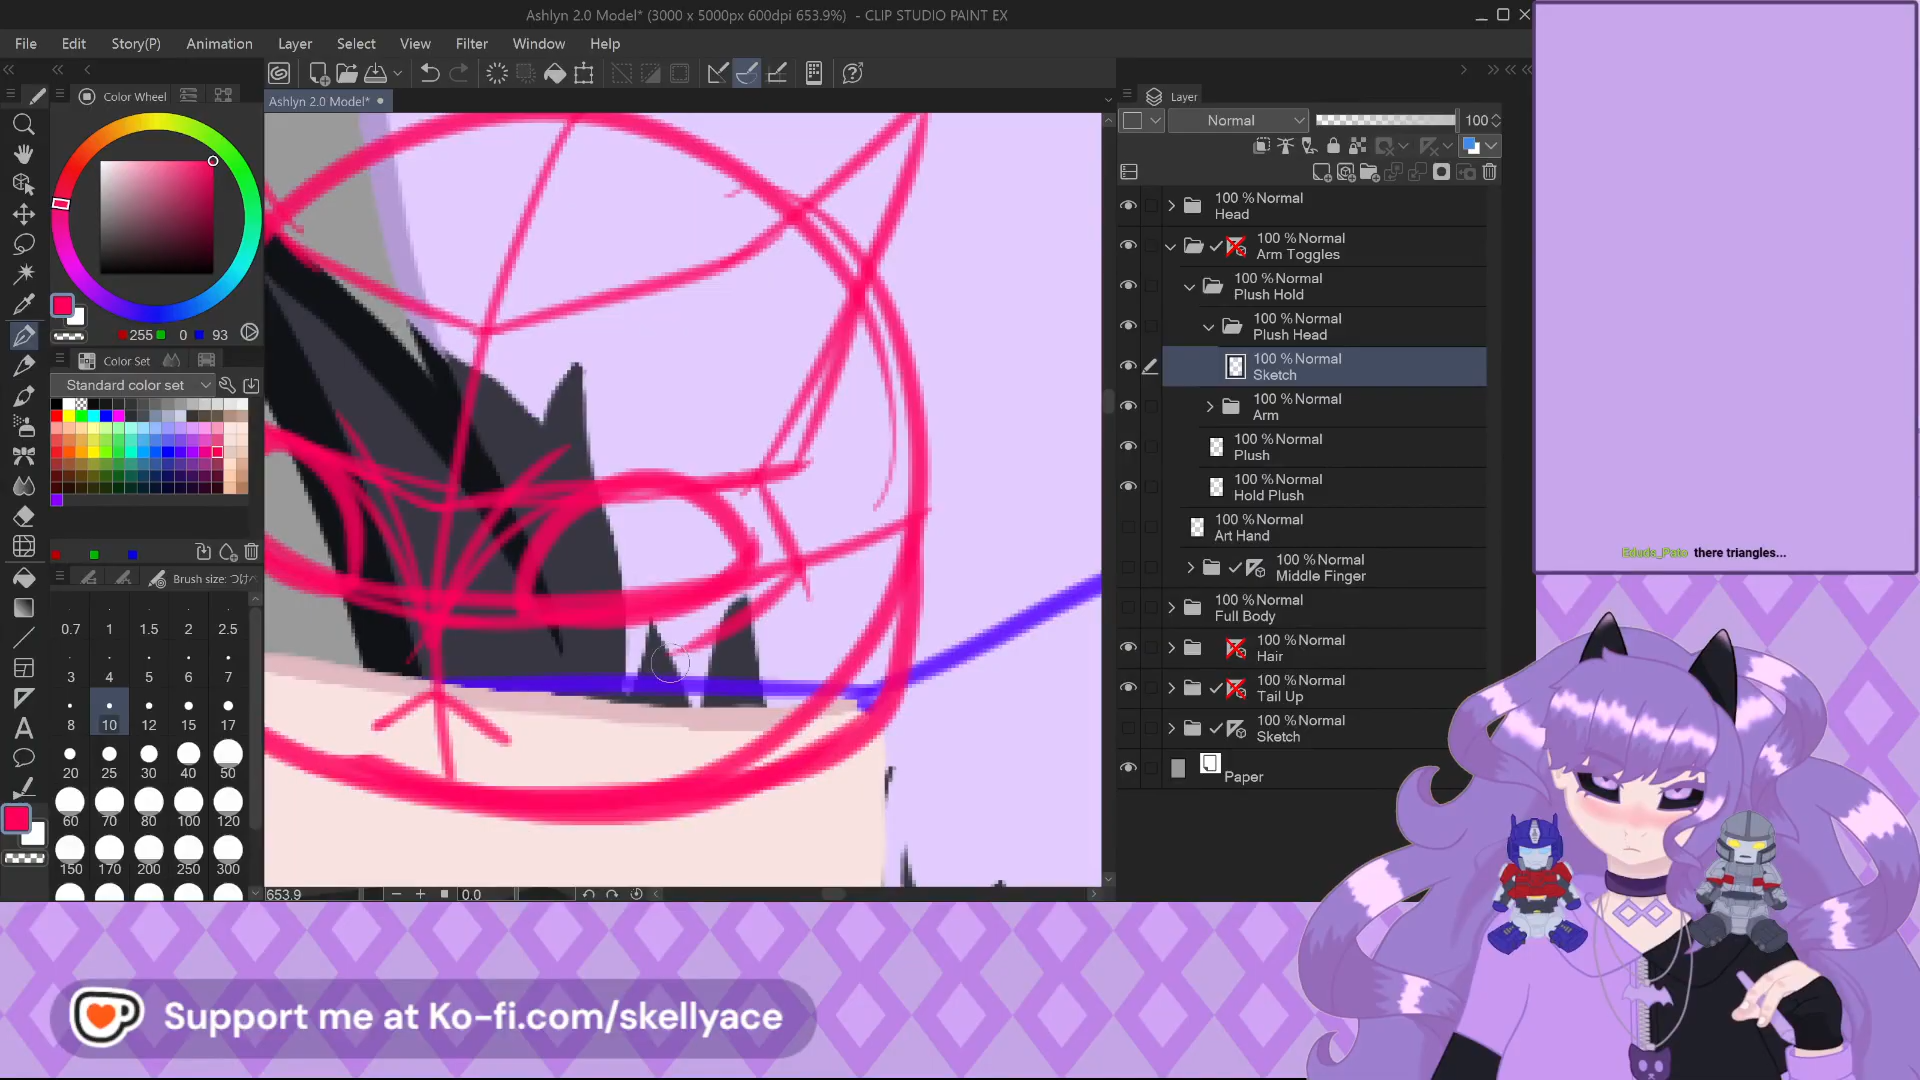 Ashlyn 2.0 Model* (3000 x 5000px 600dpi 653.9%) - CLIP STUDIO PAINT EX
File Edit Story(P) Animation Layer Select View Filter Window Help
Color Wheel
Ashlyn 2.0 Model*
Layer
Normal 100
100 %Normal
Head
100 %Normal
Arm Toggles
100 %Normal
Plush Hold
100 %Normal
Plush Head
100 %Normal
Sketch
100 %Normal
Arm
100 %Normal
Plush
100 %Normal
Hold Plush
100 %Normal
Art Hand
100 %Normal
Middle Finger
100 %Normal
Full Body
100 %Normal
Hair
100 %Normal
Tail Up
100 %Normal
Sketch
Paper
255 0 93
Color Set
Standard color set
Brush size: つけペ
0.7 1 1.5 2 2.5
3 4 5 6 7
8 10 12 15 17
20 25 30 40 50
60 70 80 100 120
150 170 200 250 300
653.9 0.0
Eduds_Pato there triangles...
Support me at Ko-fi.com/skellyace